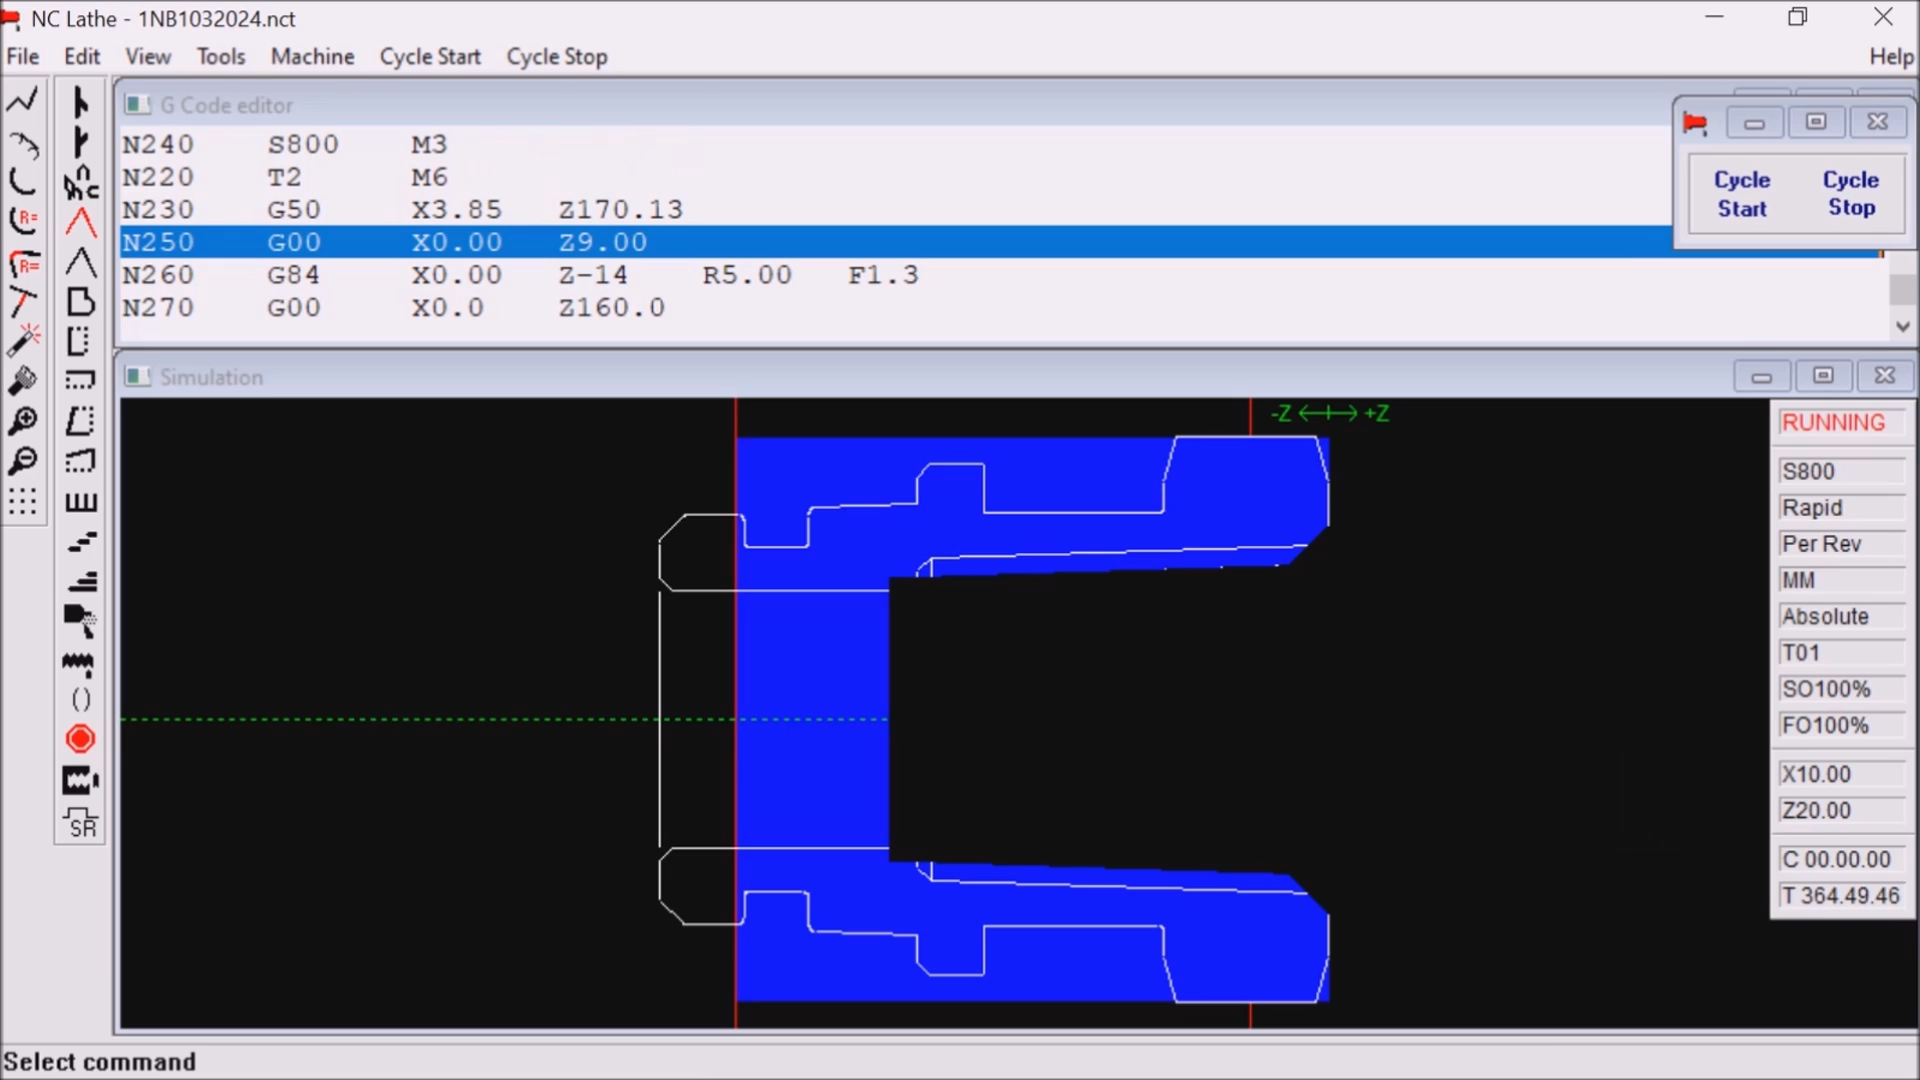 NC Lathe - 1NB1032024.nct
File Edit View Tools Machine Cycle Start Cycle Stop Help
G Code editor
N240 S800 M3
N220 T2 M6
N230 G50 X3.85 Z170.13
N250 G00 X0.00 Z9.00
N260 G84 X0.00 Z-14 R5.00 F1.3
N270 G00 X0.0 Z160.0
Cycle Start
Cycle Stop
R=
R=
( )
SR
Simulation
-Z +Z
RUNNING
S800
Rapid
Per Rev
MM
Absolute
T01
SO100%
FO100%
X10.00
Z20.00
C 00.00.00
T 364.49.46
Select command